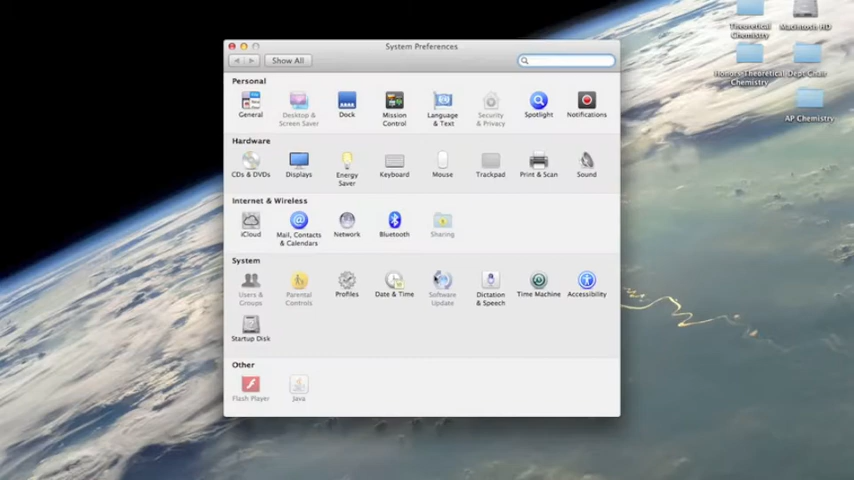 System Preferences
Show All
Personal
General
Desktop &
Screen Saver
Dock
Mission
Control
Language
& Text
Security
& Privacy
Spotlight
Notifications
Hardware
CDs & DVDs
Displays
Energy
Saver
Keyboard
Mouse
Trackpad
Print & Scan
Sound
Internet & Wireless
iCloud
Mail, Contacts
& Calendars
Network
Bluetooth
Sharing
System
Users &
Groups
Parental
Controls
Profiles
Date & Time
Software
Update
Dictation
& Speech
Time Machine
Accessibility
Startup Disk
Other
Flash Player
Java
Theoretical
Chemistry
Macintosh HD
Honors Theoretical
Chemistry
Dept Chair
AP Chemistry